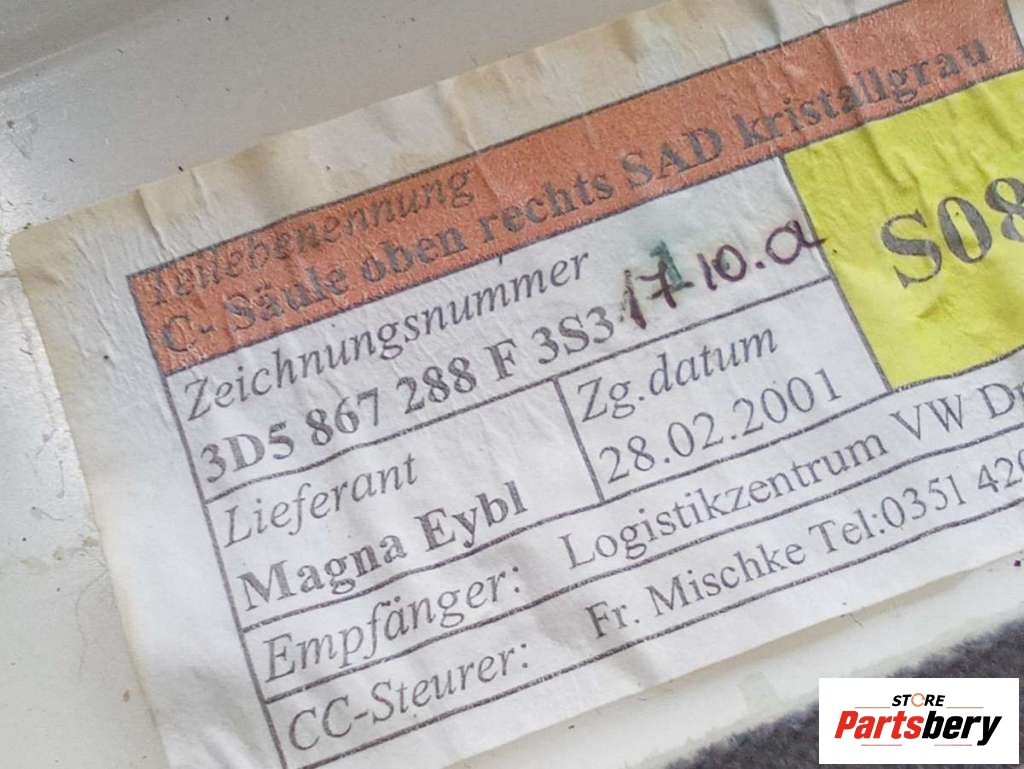 Teilebenennung
C- Säule oben rechts SAD kristallgrau
Zeichnungsnummer
3D5 867 288 F 3S3
17 10.a
S08
Lieferant
Magna Eybl
Zg.datum
28.02.2001
Empfänger: Logistikzentrum VW
CC-Steurer: Fr. Mischke Tel:0351
STORE
Partsbery